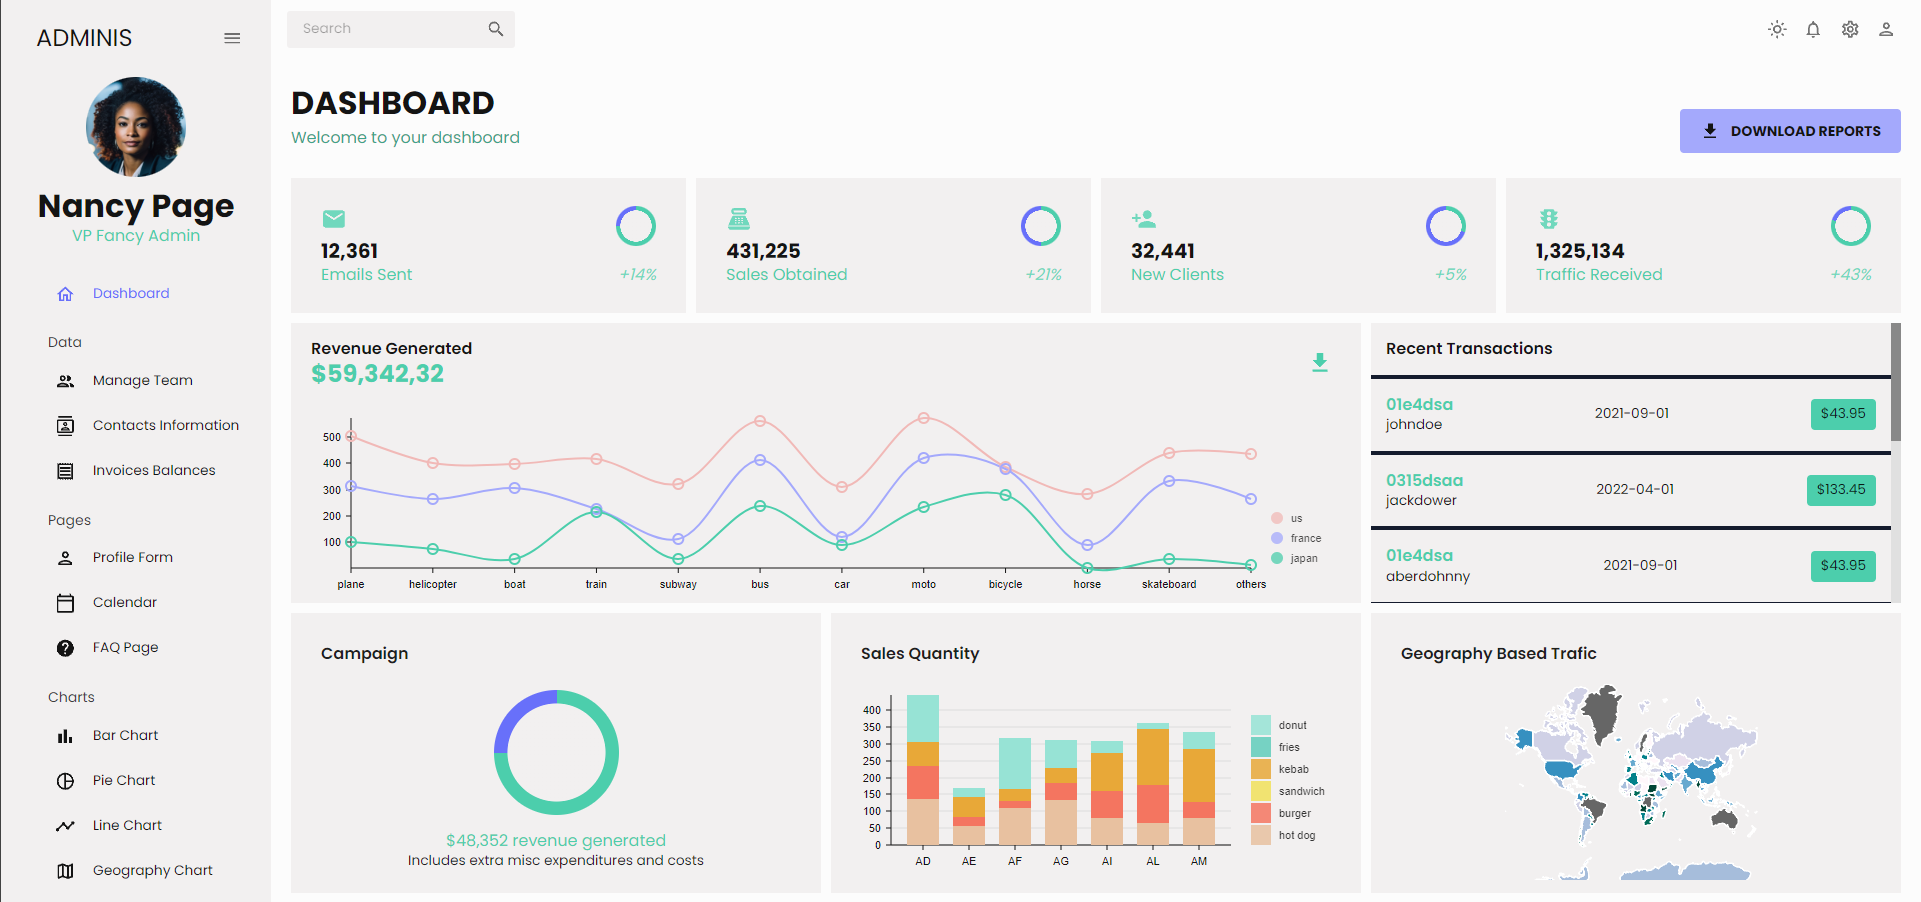 ADMINIS
Nancy Page
VP Fancy Admin
Dashboard
Data
Manage Team
Contacts Information
Invoices Balances
Pages
Profile Form
Calendar
FAQ Page
Charts
Bar Chart
Pie Chart
Line Chart
Geography Chart
Search
DASHBOARD
Welcome to your dashboard
DOWNLOAD REPORTS
12,361
Emails Sent
+14%
431,225
Sales Obtained
+21%
32,441
New Clients
+5%
1,325,134
Traffic Received
+43%
Revenue Generated
$59,342,32
500
400
300
200
100
plane helicopter boat train subway bus car moto bicycle horse skateboard others
us
france
japan
Recent Transactions
01e4dsa
johndoe
2021-09-01
$43.95
0315dsaa
jackdower
2022-04-01
$133.45
01e4dsa
aberdohnny
2021-09-01
$43.95
Campaign
$48,352 revenue generated
Includes extra misc expenditures and costs
Sales Quantity
400
350
300
250
200
150
100
50
0
AD AE AF AG AI AL AM
donut
fries
kebab
sandwich
burger
hot dog
Geography Based Trafic